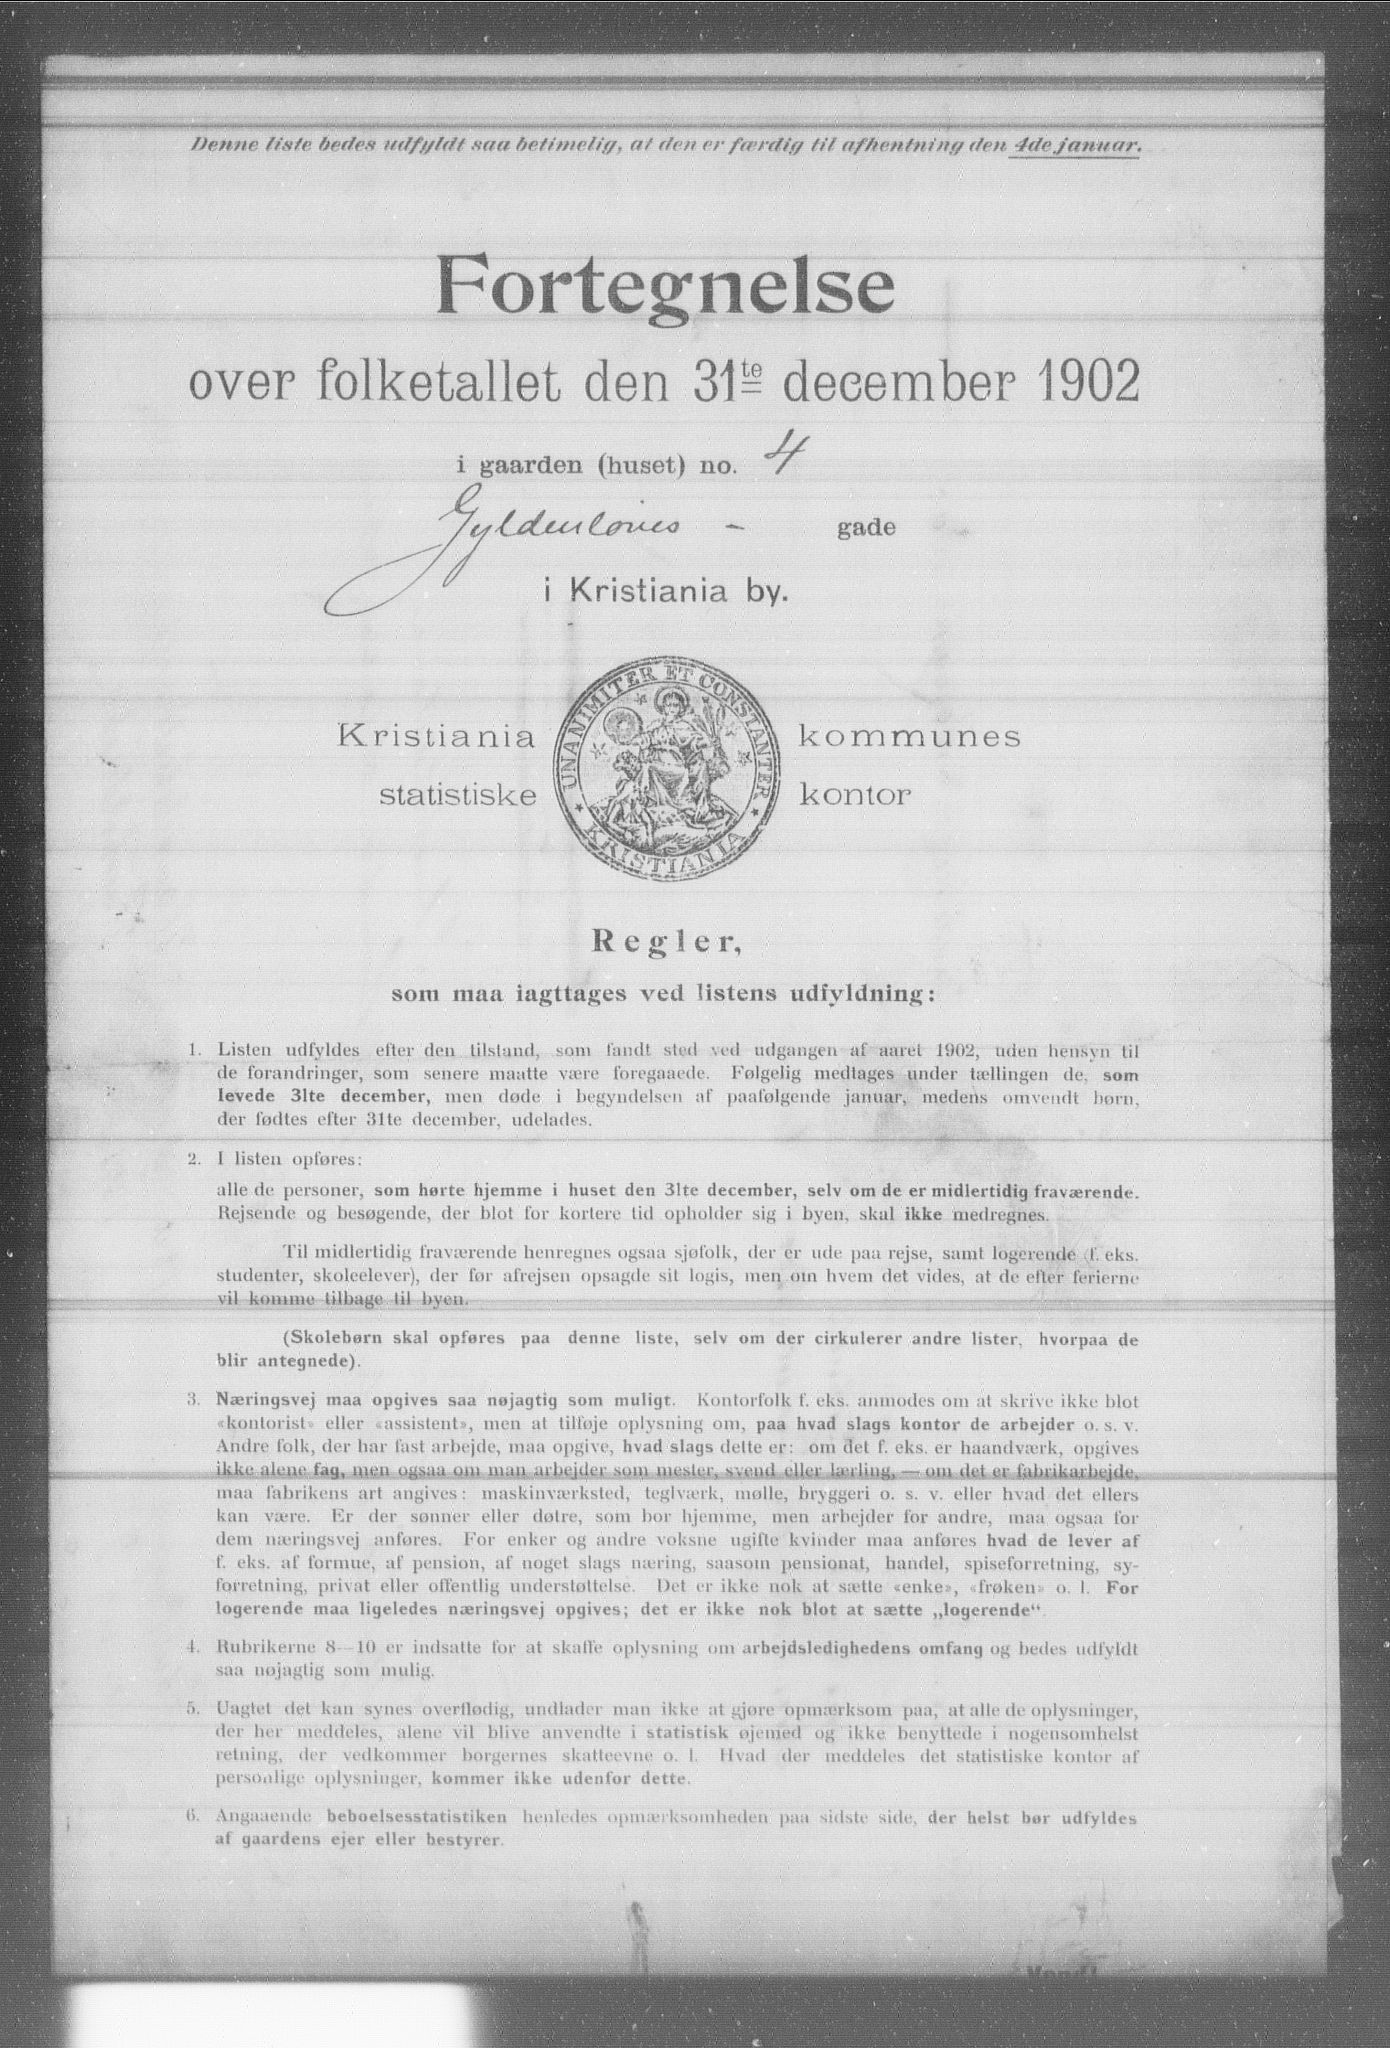 Denne liste bedes udfyldt saa betimelig, at den er færdig til afhentning den 4de januar.
Fortegnelse
over folketallet den 31te december 1902
i gaarden (huset) no. 4
Gyldenløves - gade
i Kristiania by.
Kristiania kommunes
statistiske kontor
UNANIMITER ET CONSTANTER
KRISTIANIA
Regler,
som maa iagttages ved listens udfyldning:
1. Listen udfyldes efter den tilstand, som fandt sted ved udgangen af aaret 1902, uden hensyn til
de forandringer, som senere maatte være foregaaede. Følgelig medtages under tællingen de, som
levede 31te december, men døde i begyndelsen af paafølgende januar, medens omvendt børn,
der fødtes efter 31te december, udelades.
2. I listen opføres:
alle de personer, som hørte hjemme i huset den 31te december, selv om de er midlertidig fraværende.
Rejsende og besøgende, der blot for kortere tid opholder sig i byen, skal ikke medregnes.
Til midlertidig fraværende henregnes ogsaa sjøfolk, der er ude paa rejse, samt logerende (f. eks.
studenter, skoleelever), der før afrejsen opsagde sit logis, men om hvem det vides, at de efter ferierne
vil komme tilbage til byen.
(Skolebørn skal opføres paa denne liste, selv om der cirkulerer andre lister, hvorpaa de
blir antegnede).
3. Næringsvej maa opgives saa nøjagtig som muligt. Kontorfolk f. eks. anmodes om at skrive ikke blot
«kontorist» eller «assistent», men at tilføje oplysning om, paa hvad slags kontor de arbejder o. s. v.
Andre folk, der har fast arbejde, maa opgive, hvad slags dette er: om det f. eks. er haandværk, opgives
ikke alene fag, men ogsaa om man arbejder som mester, svend eller lærling, — om det er fabrikarbejde,
maa fabrikens art angives: maskinværksted, teglværk, mølle, bryggeri o. s. v. eller hvad det ellers
kan være. Er der sønner eller døtre, som bor hjemme, men arbejder for andre, maa ogsaa for
dem næringsvej anføres. For enker og andre voksne ugifte kvinder maa anføres hvad de lever af
f. eks. af formue, af pension, af noget slags næring, saasom pensionat, handel, spiseforretning, sy-
forretning, privat eller offentlig understøttelse. Det er ikke nok at sætte «enke», «frøken» o. l. For
logerende maa ligeledes næringsvej opgives; det er ikke nok blot at sætte „logerende“.
4. Rubrikerne 8—10 er indsatte for at skaffe oplysning om arbejdsledighedens omfang og bedes udfyldt
saa nøjagtig som mulig.
5. Uagtet det kan synes overflødig, undlader man ikke at gjøre opmærksom paa, at alle de oplysninger,
der her meddeles, alene vil blive anvendte i statistisk øjemed og ikke benyttede i nogensomhelst
retning, der vedkommer borgernes skatteevne o. l. Hvad der meddeles det statistiske kontor af
personlige oplysninger, kommer ikke udenfor dette.
6. Angaaende beboelsesstatistiken henledes opmærksomheden paa sidste side, der helst bør udfyldes
af gaardens ejer eller bestyrer.